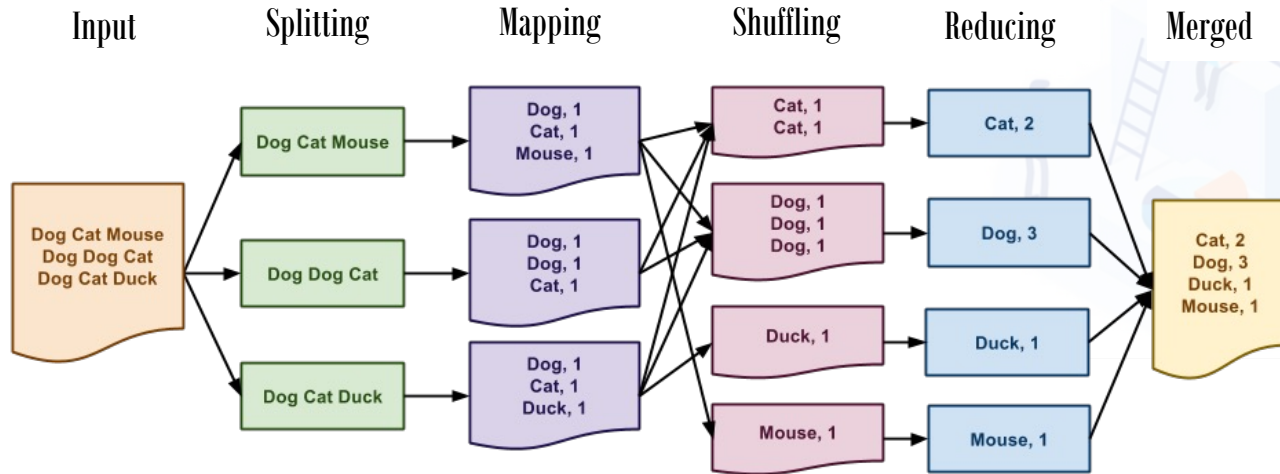 Input
Splitting
Mapping
Shuffling
Reducing
Merged
Dog Cat Mouse
Dog Dog Cat
Dog Cat Duck
Dog Cat Mouse
Dog Dog Cat
Dog Cat Duck
Dog, 1
Cat, 1
Mouse, 1
Dog, 1
Dog, 1
Cat, 1
Dog, 1
Cat, 1
Duck, 1
Cat, 1
Cat, 1
Dog, 1
Dog, 1
Dog, 1
Duck, 1
Mouse, 1
Cat, 2
Dog, 3
Duck, 1
Mouse, 1
Cat, 2
Dog, 3
Duck, 1
Mouse, 1